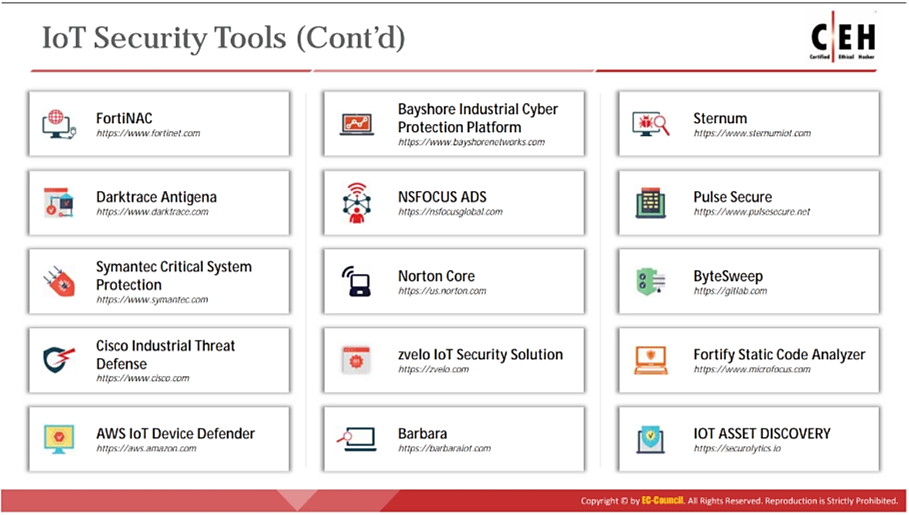 IoT Security Tools (Cont'd)
C|EH
Certified Ethical Hacker
FortiNAC
https://www.fortinet.com
Darktrace Antigena
https://www.darktrace.com
Symantec Critical System
Protection
https://www.symantec.com
Cisco Industrial Threat
Defense
https://www.cisco.com
AWS IoT Device Defender
https://aws.amazon.com
Bayshore Industrial Cyber
Protection Platform
https://www.bayshorenetworks.com
NSFOCUS ADS
https://nsfocusglobal.com
Norton Core
https://us.norton.com
zvelo IoT Security Solution
https://zvelo.com
Barbara
https://barbaraiot.com
Sternum
https://www.sternumiot.com
Pulse Secure
https://www.pulsesecure.net
ByteSweep
https://gitlab.com
Fortify Static Code Analyzer
https://www.microfocus.com
IOT ASSET DISCOVERY
https://securolytics.io
Copyright © by EC-Council. All Rights Reserved. Reproduction is Strictly Prohibited.